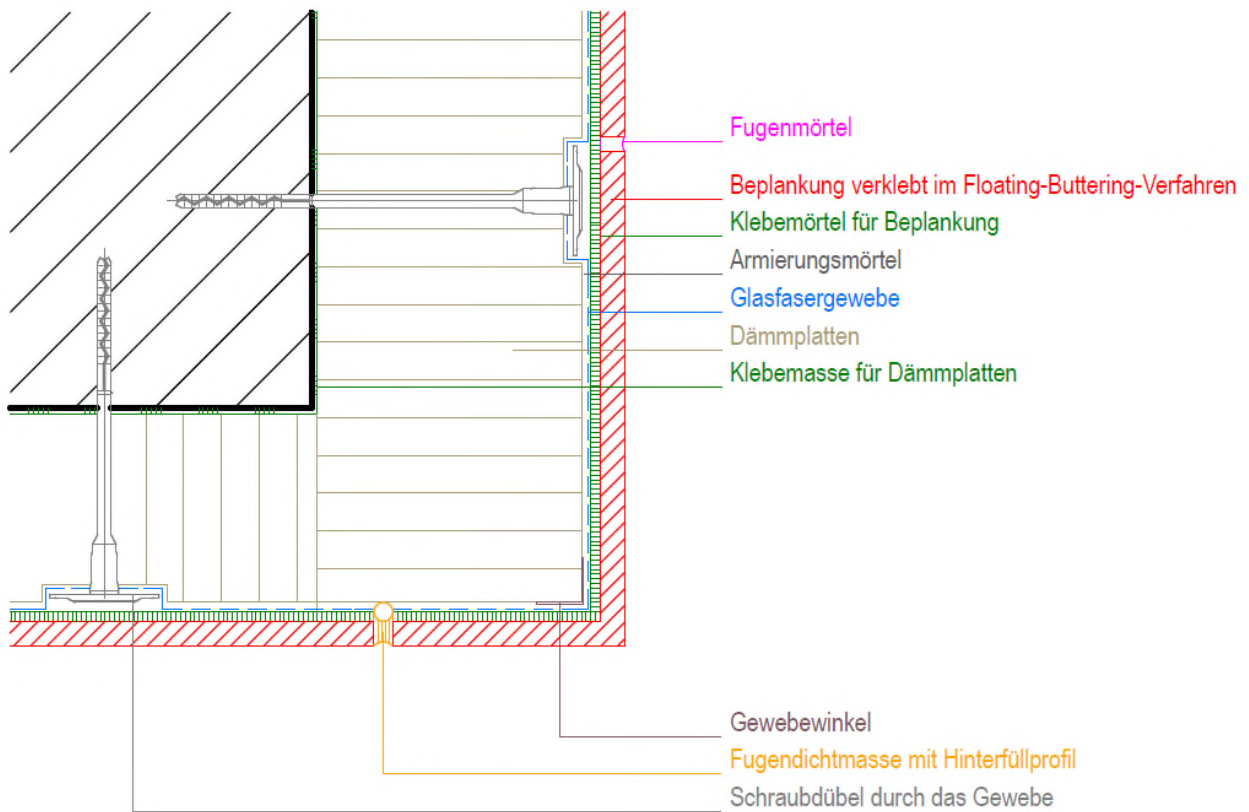 Fugenmörtel
Beplankung verklebt im Floating-Buttering-Verfahren
Klebemörtel für Beplankung
Armierungsmörtel
Glasfasergewebe
Dämmplatten
Klebemasse für Dämmplatten
Gewebewinkel
Fugendichtmasse mit Hinterfüllprofil
Schraubdübel durch das Gewebe